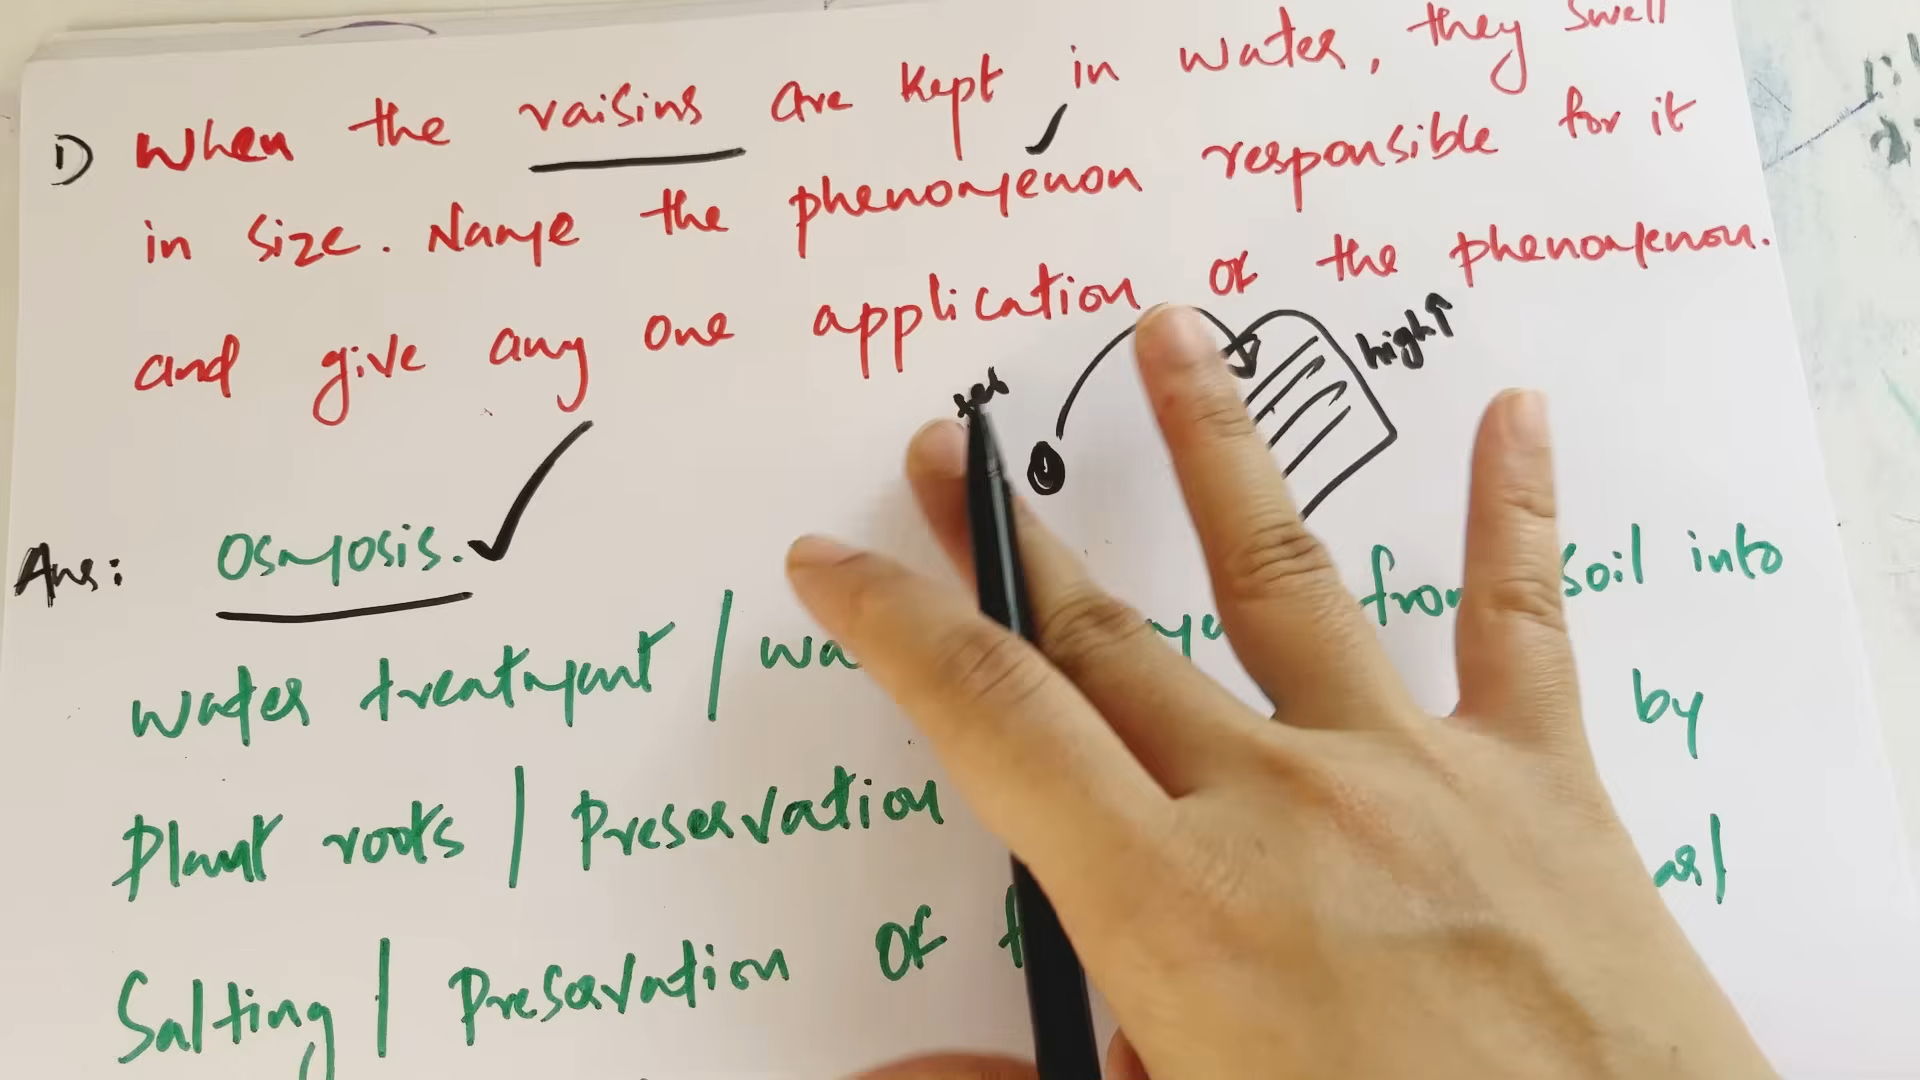 1) When the raisins are kept in water, they swell
in size. Name the phenomenon responsible for it
and give any one application of the phenomenon.
high↑
Ans: Osmosis.
water treatment / from soil into
Plant roots / Preservation by
Salting / Preservation of